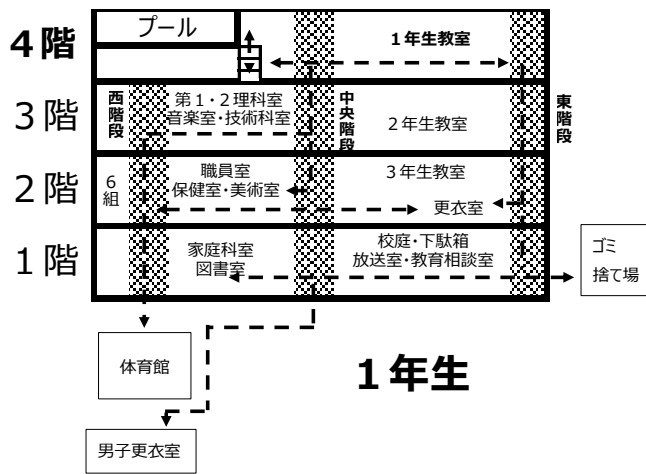 4階
プール
1年生教室
3階
西階段
第1・2理科室
音楽室・技術科室
中央階段
2年生教室
東階段
2階
6組
職員室
保健室・美術室
3年生教室
更衣室
1階
家庭科室
図書室
校庭・下駄箱
放送室・教育相談室
ゴミ
捨て場
体育館
1年生
男子更衣室